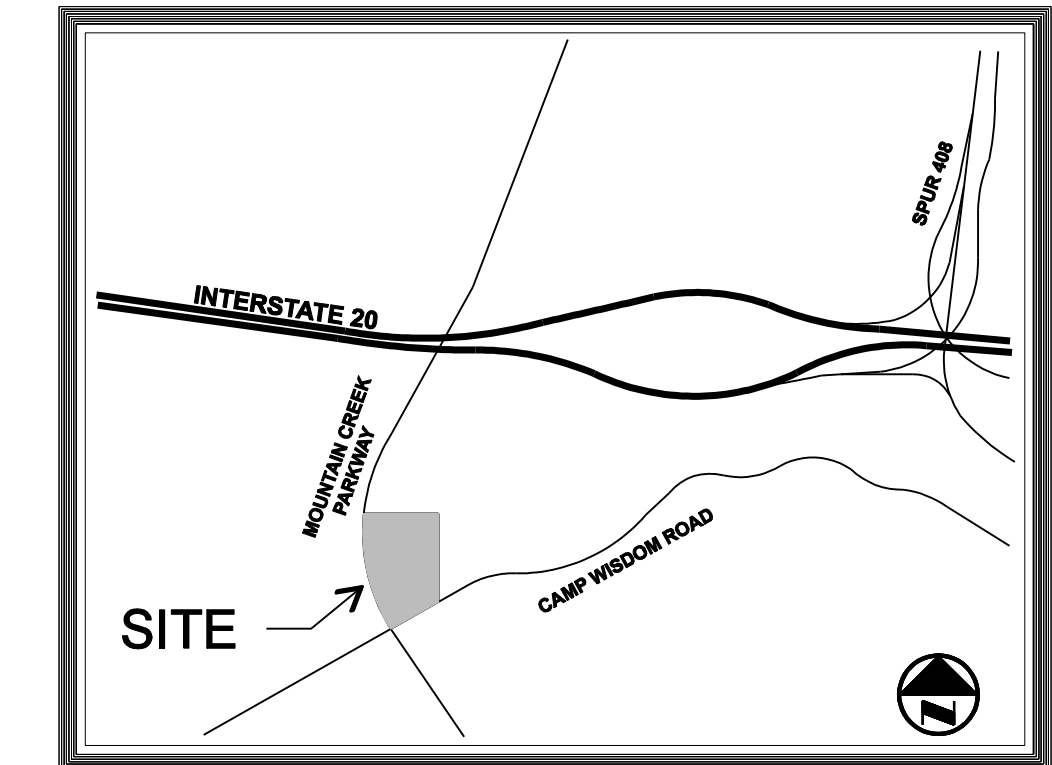 SPUR 408
INTERSTATE 20
MOUNTAIN CREEK
PARKWAY
CAMP WISDOM ROAD
SITE
N